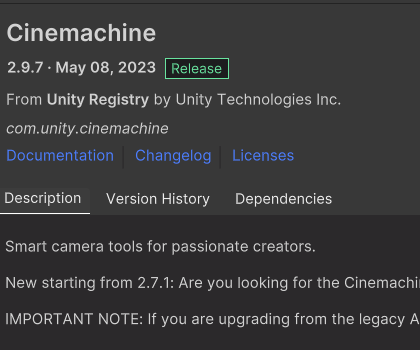 Cinemachine
2.9.7 · May 08, 2023 Release
From Unity Registry by Unity Technologies Inc.
com.unity.cinemachine
Documentation Changelog Licenses
Description Version History Dependencies
Smart camera tools for passionate creators.
New starting from 2.7.1: Are you looking for the Cinemachi
IMPORTANT NOTE: If you are upgrading from the legacy A